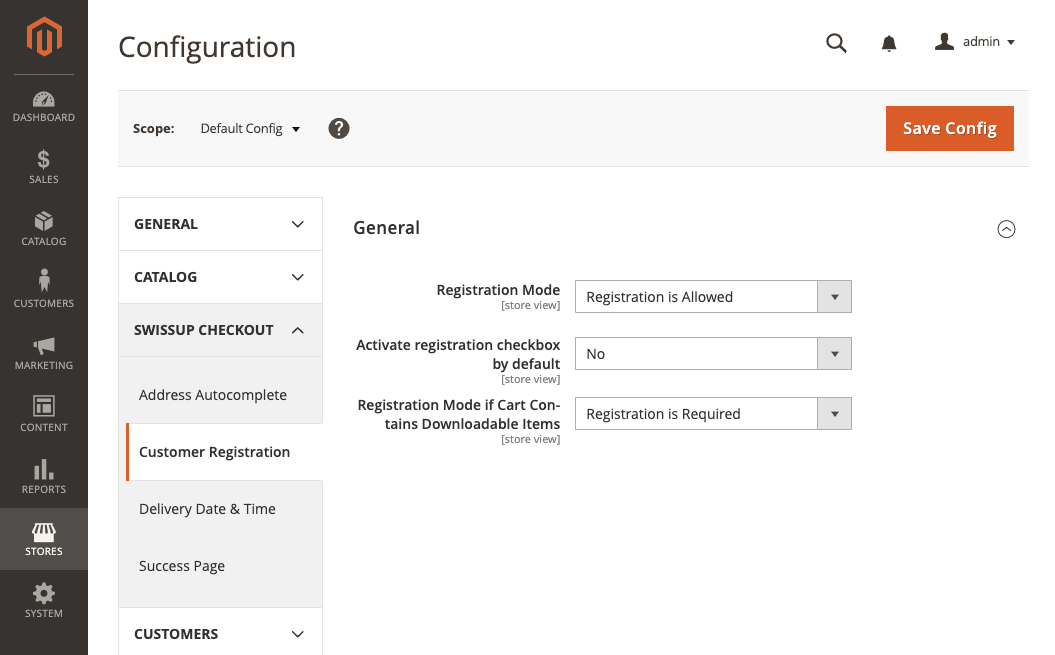 Configuration
admin
DASHBOARD
SALES
CATALOG
CUSTOMERS
MARKETING
CONTENT
REPORTS
STORES
SYSTEM
Scope:
Default Config
?
Save Config
GENERAL
CATALOG
SWISSUP CHECKOUT
Address Autocomplete
Customer Registration
Delivery Date & Time
Success Page
CUSTOMERS
General
Registration Mode
[store view]
Registration is Allowed
Activate registration checkbox
by default
[store view]
No
Registration Mode if Cart Con-
tains Downloadable Items
[store view]
Registration is Required